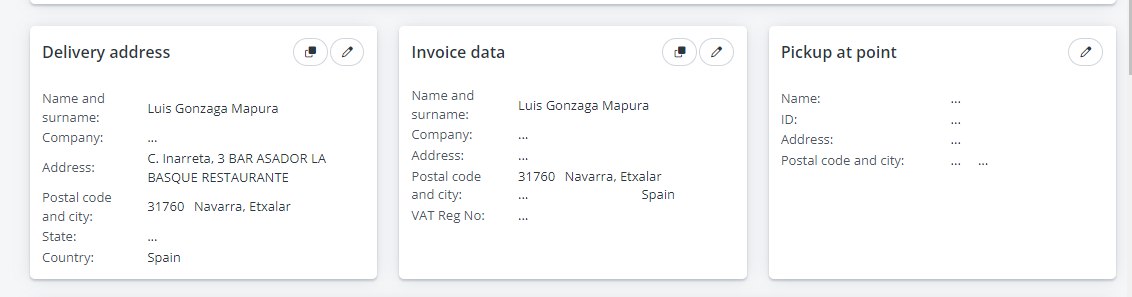 Delivery address
Name and
surname:
Luis Gonzaga Mapura
Company:
...
Address:
C. Inarreta, 3 BAR ASADOR LA
BASQUE RESTAURANTE
Postal code
and city:
31760 Navarra, Etxalar
State:
...
Country:
Spain
Invoice data
Name and
surname:
Luis Gonzaga Mapura
Company:
...
Address:
...
Postal code
and city:
31760 Navarra, Etxalar
... Spain
VAT Reg No:
...
Pickup at point
Name:
...
ID:
...
Address:
...
Postal code and city:
... ...